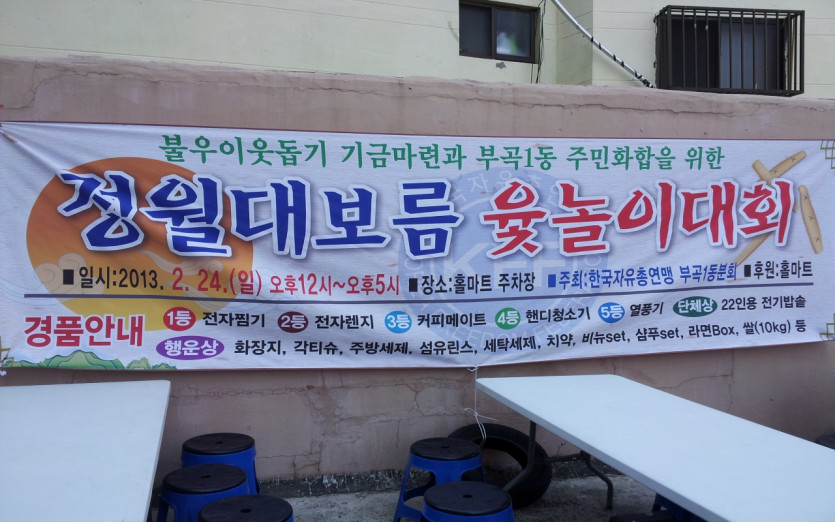 불우이웃돕기 기금마련과 부곡1동 주민화합을 위한
정월대보름 윷놀이대회
■일시:2013. 2. 24.(일) 오후12시~오후5시 ■장소:홀마트 주차장 ■주최:한국자유총연맹 부곡1동분회 ■후원:홀마트
경품안내 1등 전자찜기 2등 전자렌지 3등 커피메이트 4등 핸디청소기 5등 열풍기 단체상 22인용 전기밥솥
행운상 화장지, 각티슈, 주방세제, 섬유린스, 세탁세제, 치약, 비뉴set, 샴푸set, 라면Box, 쌀(10kg) 등